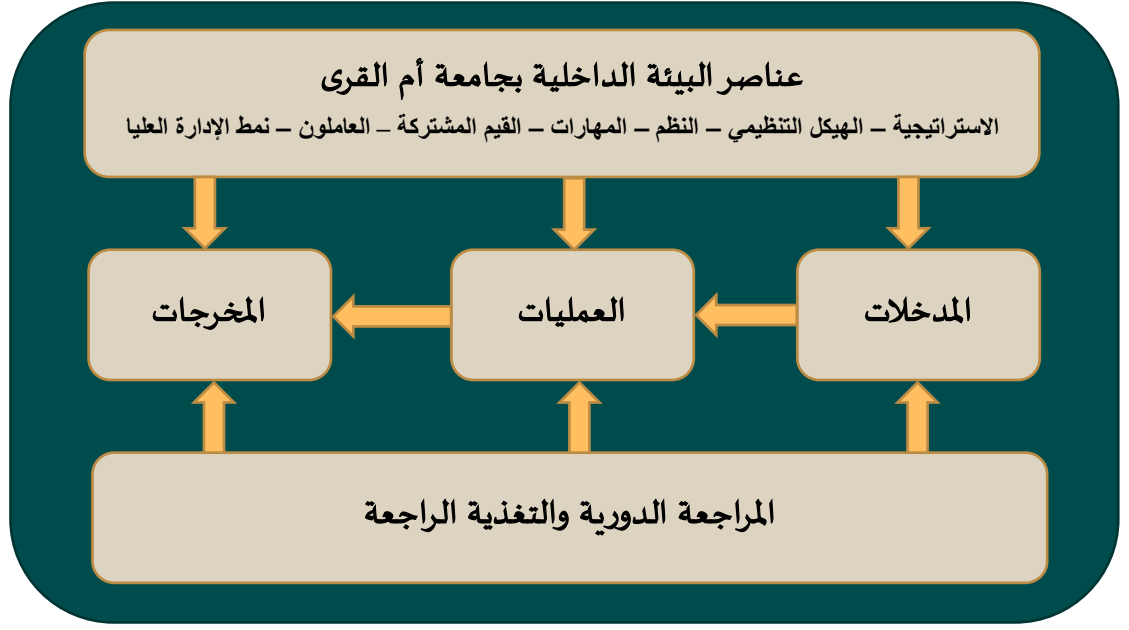 عناصر البيئة الداخلية بجامعة أم القرى
الاستراتيجية – الهيكل التنظيمي – النظم – المهارات – القيم المشتركة – العاملون – نمط الإدارة العليا
المدخلات
العمليات
المخرجات
المراجعة الدورية والتغذية الراجعة